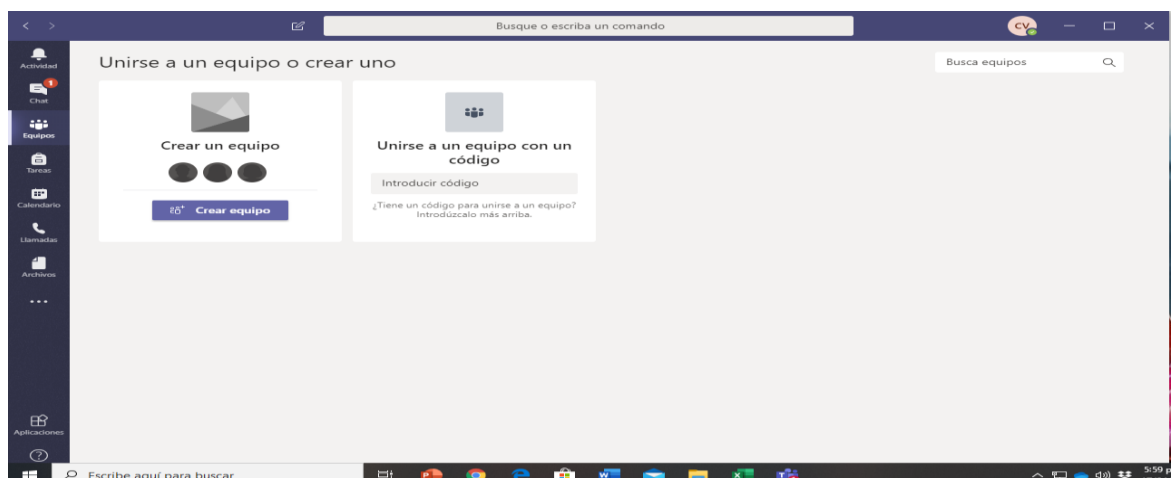 Busque o escriba un comando
CV
Actividad
1
Chat
Equipos
Tareas
Calendario
Llamadas
Archivos
Aplicaciones
Unirse a un equipo o crear uno
Busca equipos
Crear un equipo
Crear equipo
Unirse a un equipo con un
código
Introducir código
¿Tiene un código para unirse a un equipo?
Introdúzcalo más arriba.
Escribe aquí para buscar
5:59 p